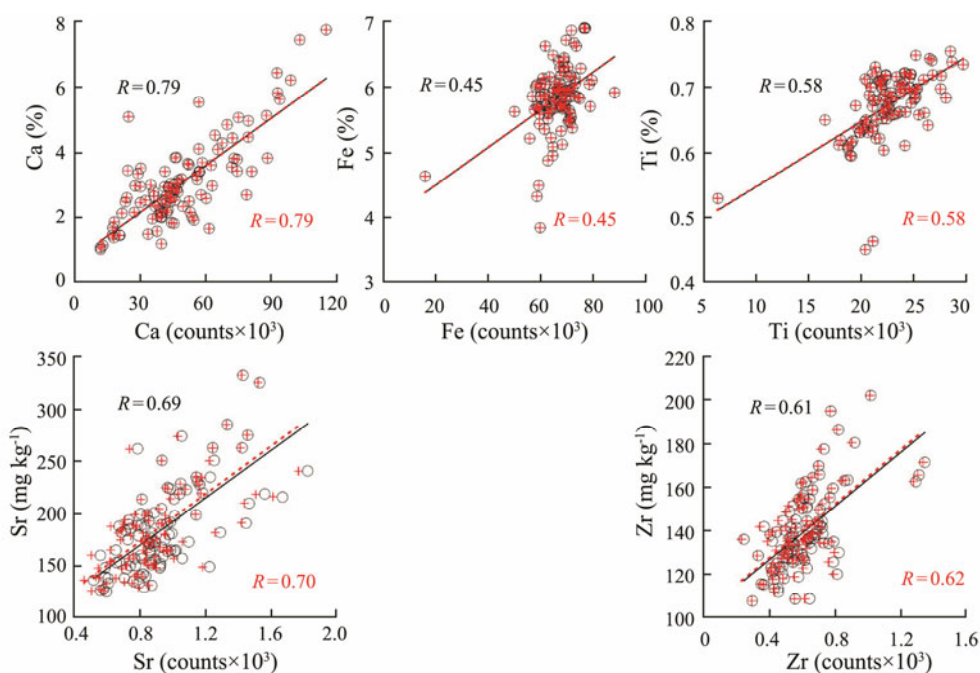 8
6
4
2
0
Ca (%)
R=0.79
R=0.79
0
30
60
90
120
Ca (counts×10³)
7
6
5
4
3
Fe (%)
R=0.45
R=0.45
0
20
40
60
80
100
Fe (counts×10³)
0.8
0.7
0.6
0.5
0.4
Ti (%)
R=0.58
R=0.58
5
10
15
20
25
30
Ti (counts×10³)
350
300
250
200
150
100
Sr (mg kg⁻¹)
R=0.69
R=0.70
0.4
0.8
1.2
1.6
2.0
Sr (counts×10³)
220
200
180
160
140
120
100
Zr (mg kg⁻¹)
R=0.61
R=0.62
0
0.4
0.8
1.2
1.6
Zr (counts×10³)